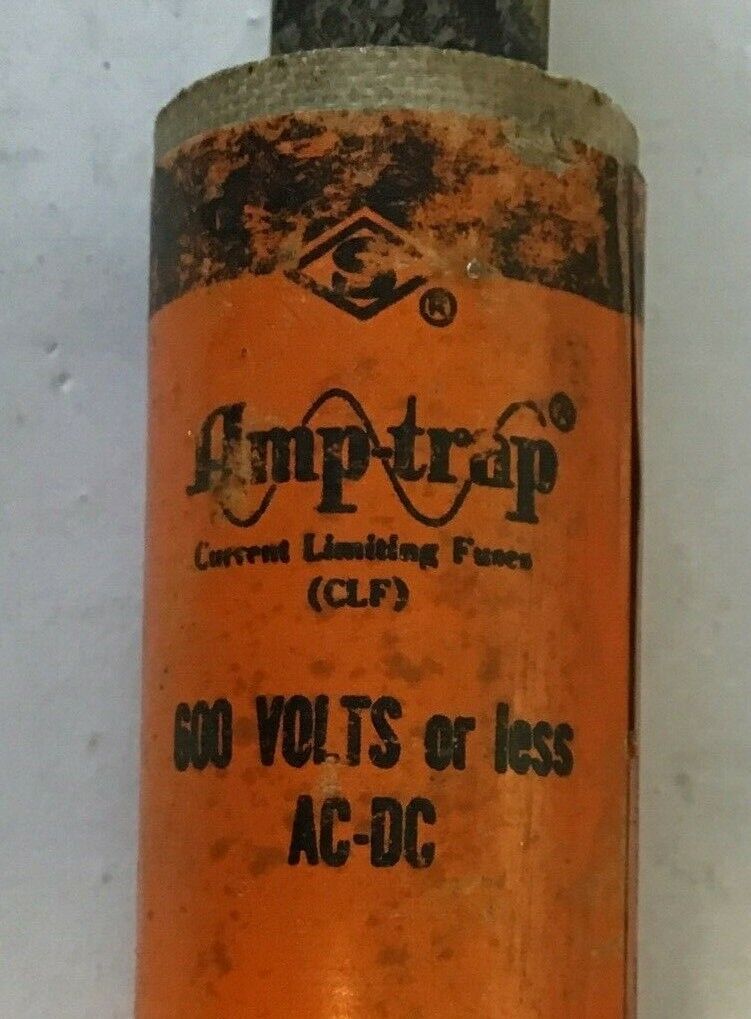 S ®
Amp-trap®
Current Limiting Fuses
(CLF)
600 VOLTS or less
AC-DC